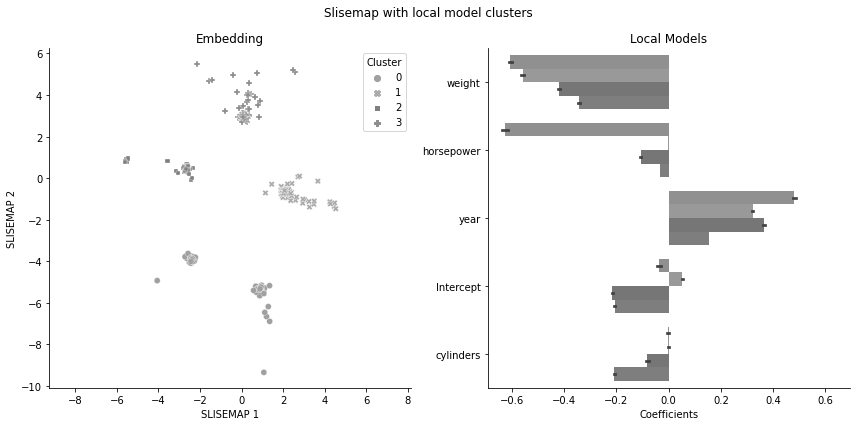 Slisemap with local model clusters
Embedding
Cluster
0
1
2
3
6
4
2
0
−2
−4
−6
−8
−10
SLISEMAP 2
−8 −6 −4 −2 0 2 4 6 8
SLISEMAP 1
Local Models
weight
horsepower
year
Intercept
cylinders
−0.6 −0.4 −0.2 0.0 0.2 0.4 0.6
Coefficients